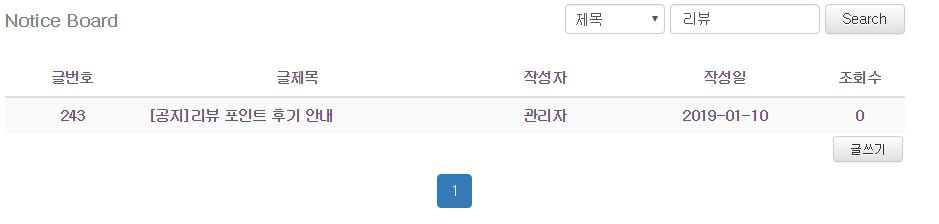 Notice Board 제목 리뷰 Search
글번호 글제목 작성자 작성일 조회수
243 [공지]리뷰 포인트 후기 안내 관리자 2019-01-10 0
글쓰기
1